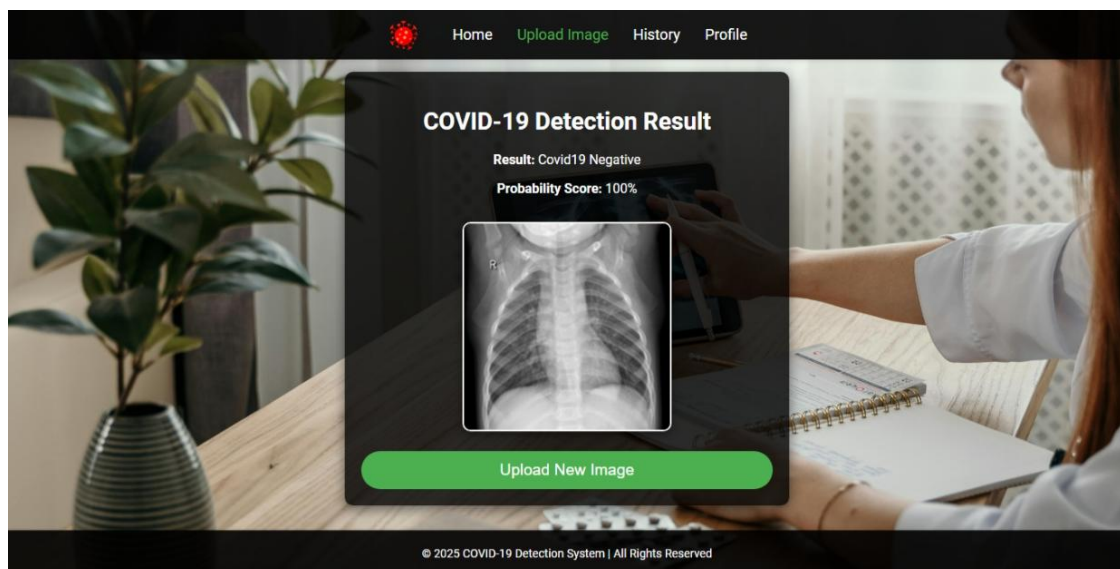 Home Upload Image History Profile
COVID-19 Detection Result
Result: Covid19 Negative
Probability Score: 100%
R
Upload New Image
© 2025 COVID-19 Detection System | All Rights Reserved